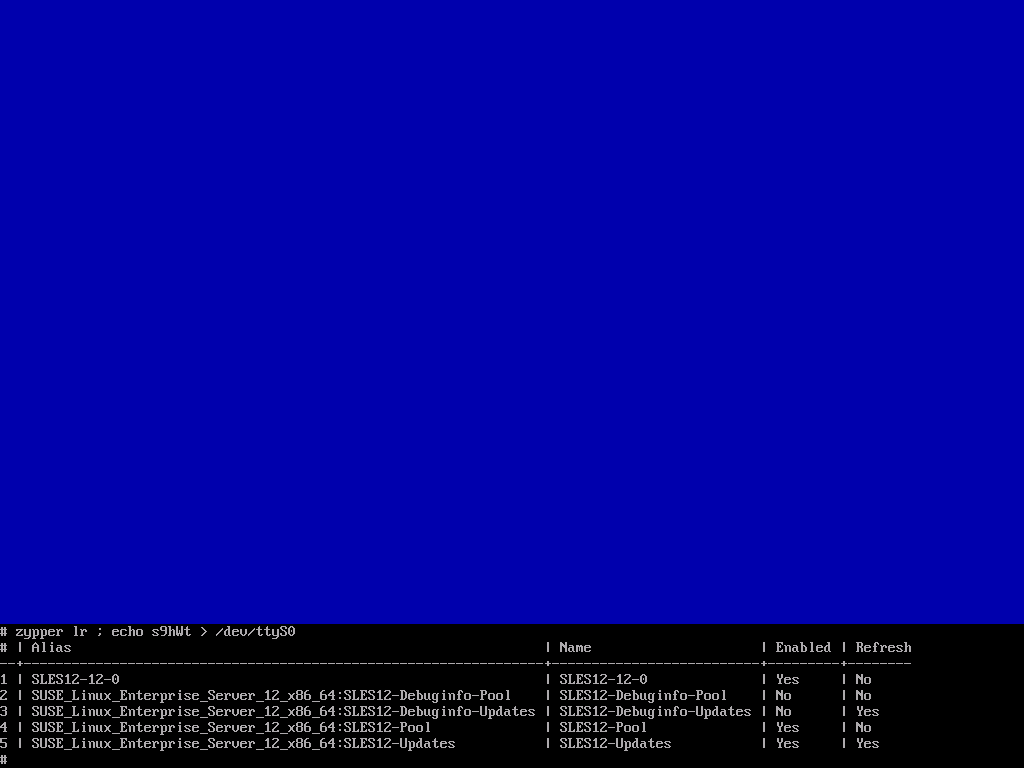 # zypper lr ; echo s9hWt > /dev/ttyS0
# | Alias                                                           | Name                     | Enabled | Refresh
--+-----------------------------------------------------------------+--------------------------+---------+--------
1 | SLES12-12-0                                                     | SLES12-12-0              | Yes     | No
2 | SUSE_Linux_Enterprise_Server_12_x86_64:SLES12-Debuginfo-Pool    | SLES12-Debuginfo-Pool    | No      | No
3 | SUSE_Linux_Enterprise_Server_12_x86_64:SLES12-Debuginfo-Updates | SLES12-Debuginfo-Updates | No      | Yes
4 | SUSE_Linux_Enterprise_Server_12_x86_64:SLES12-Pool              | SLES12-Pool              | Yes     | No
5 | SUSE_Linux_Enterprise_Server_12_x86_64:SLES12-Updates           | SLES12-Updates           | Yes     | Yes
#